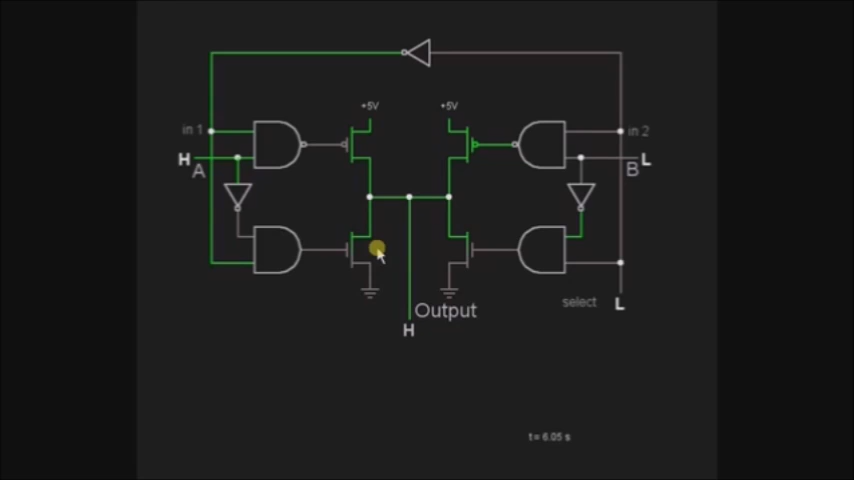 +5V +5V
in 1 in 2
H A B L
select L
Output
H
t = 6.05 s